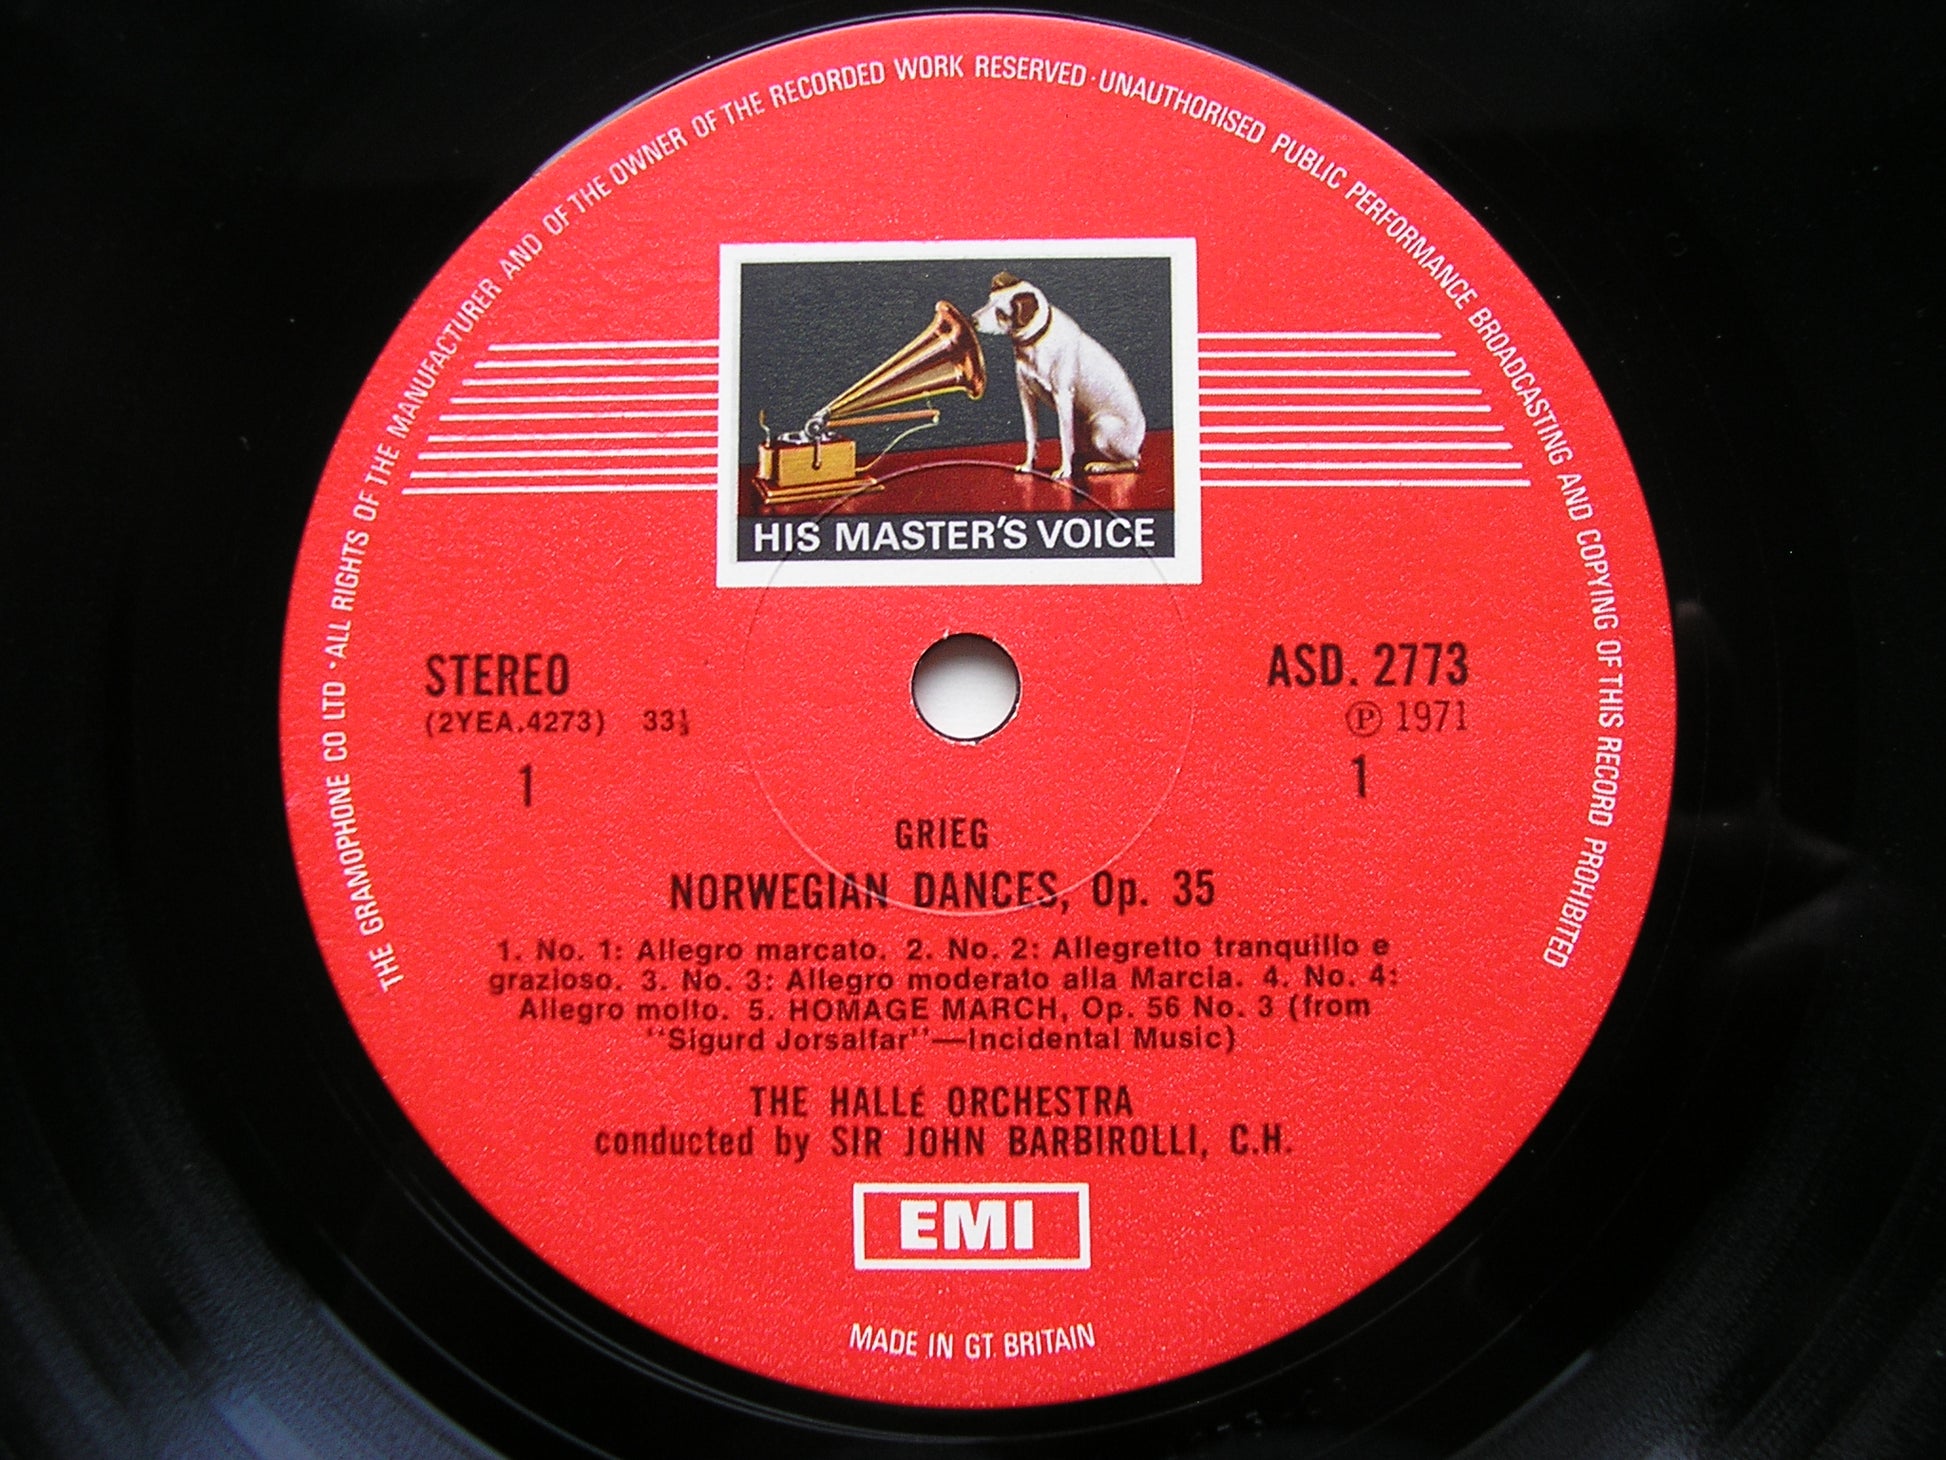 THE GRAMOPHONE CO LTD · ALL RIGHTS OF THE MANUFACTURER AND OF THE OWNER OF THE RECORDED WORK RESERVED · UNAUTHORISED PUBLIC PERFORMANCE BROADCASTING AND COPYING OF THIS RECORD PROHIBITED
HIS MASTER'S VOICE
STEREO
(2YEA.4273) 33⅓
1
ASD. 2773
℗ 1971
1
GRIEG
NORWEGIAN DANCES, Op. 35
1. No. 1: Allegro marcato. 2. No. 2: Allegretto tranquillo e
grazioso. 3. No. 3: Allegro moderato alla Marcia. 4. No. 4:
Allegro molto. 5. HOMAGE MARCH, Op. 56 No. 3 (from
"Sigurd Jorsalfar"—Incidental Music)
THE HALLÉ ORCHESTRA
conducted by SIR JOHN BARBIROLLI, C.H.
EMI
MADE IN GT. BRITAIN